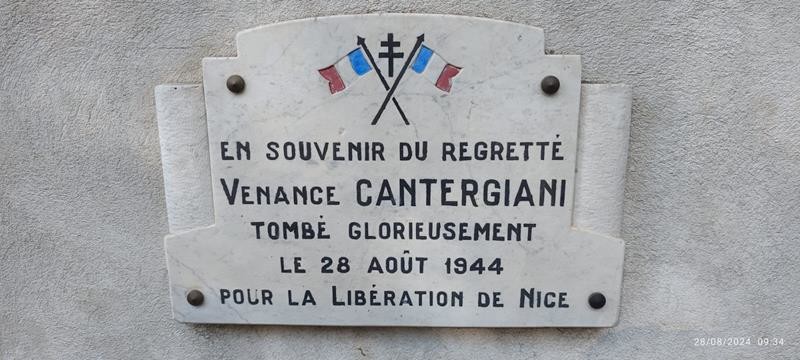 EN SOUVENIR DU REGRETTÉ
VENANCE CANTERGIANI
TOMBÉ GLORIEUSEMENT
LE 28 AOÛT 1944
POUR LA LIBÉRATION DE NICE
28/08/2024 09:34